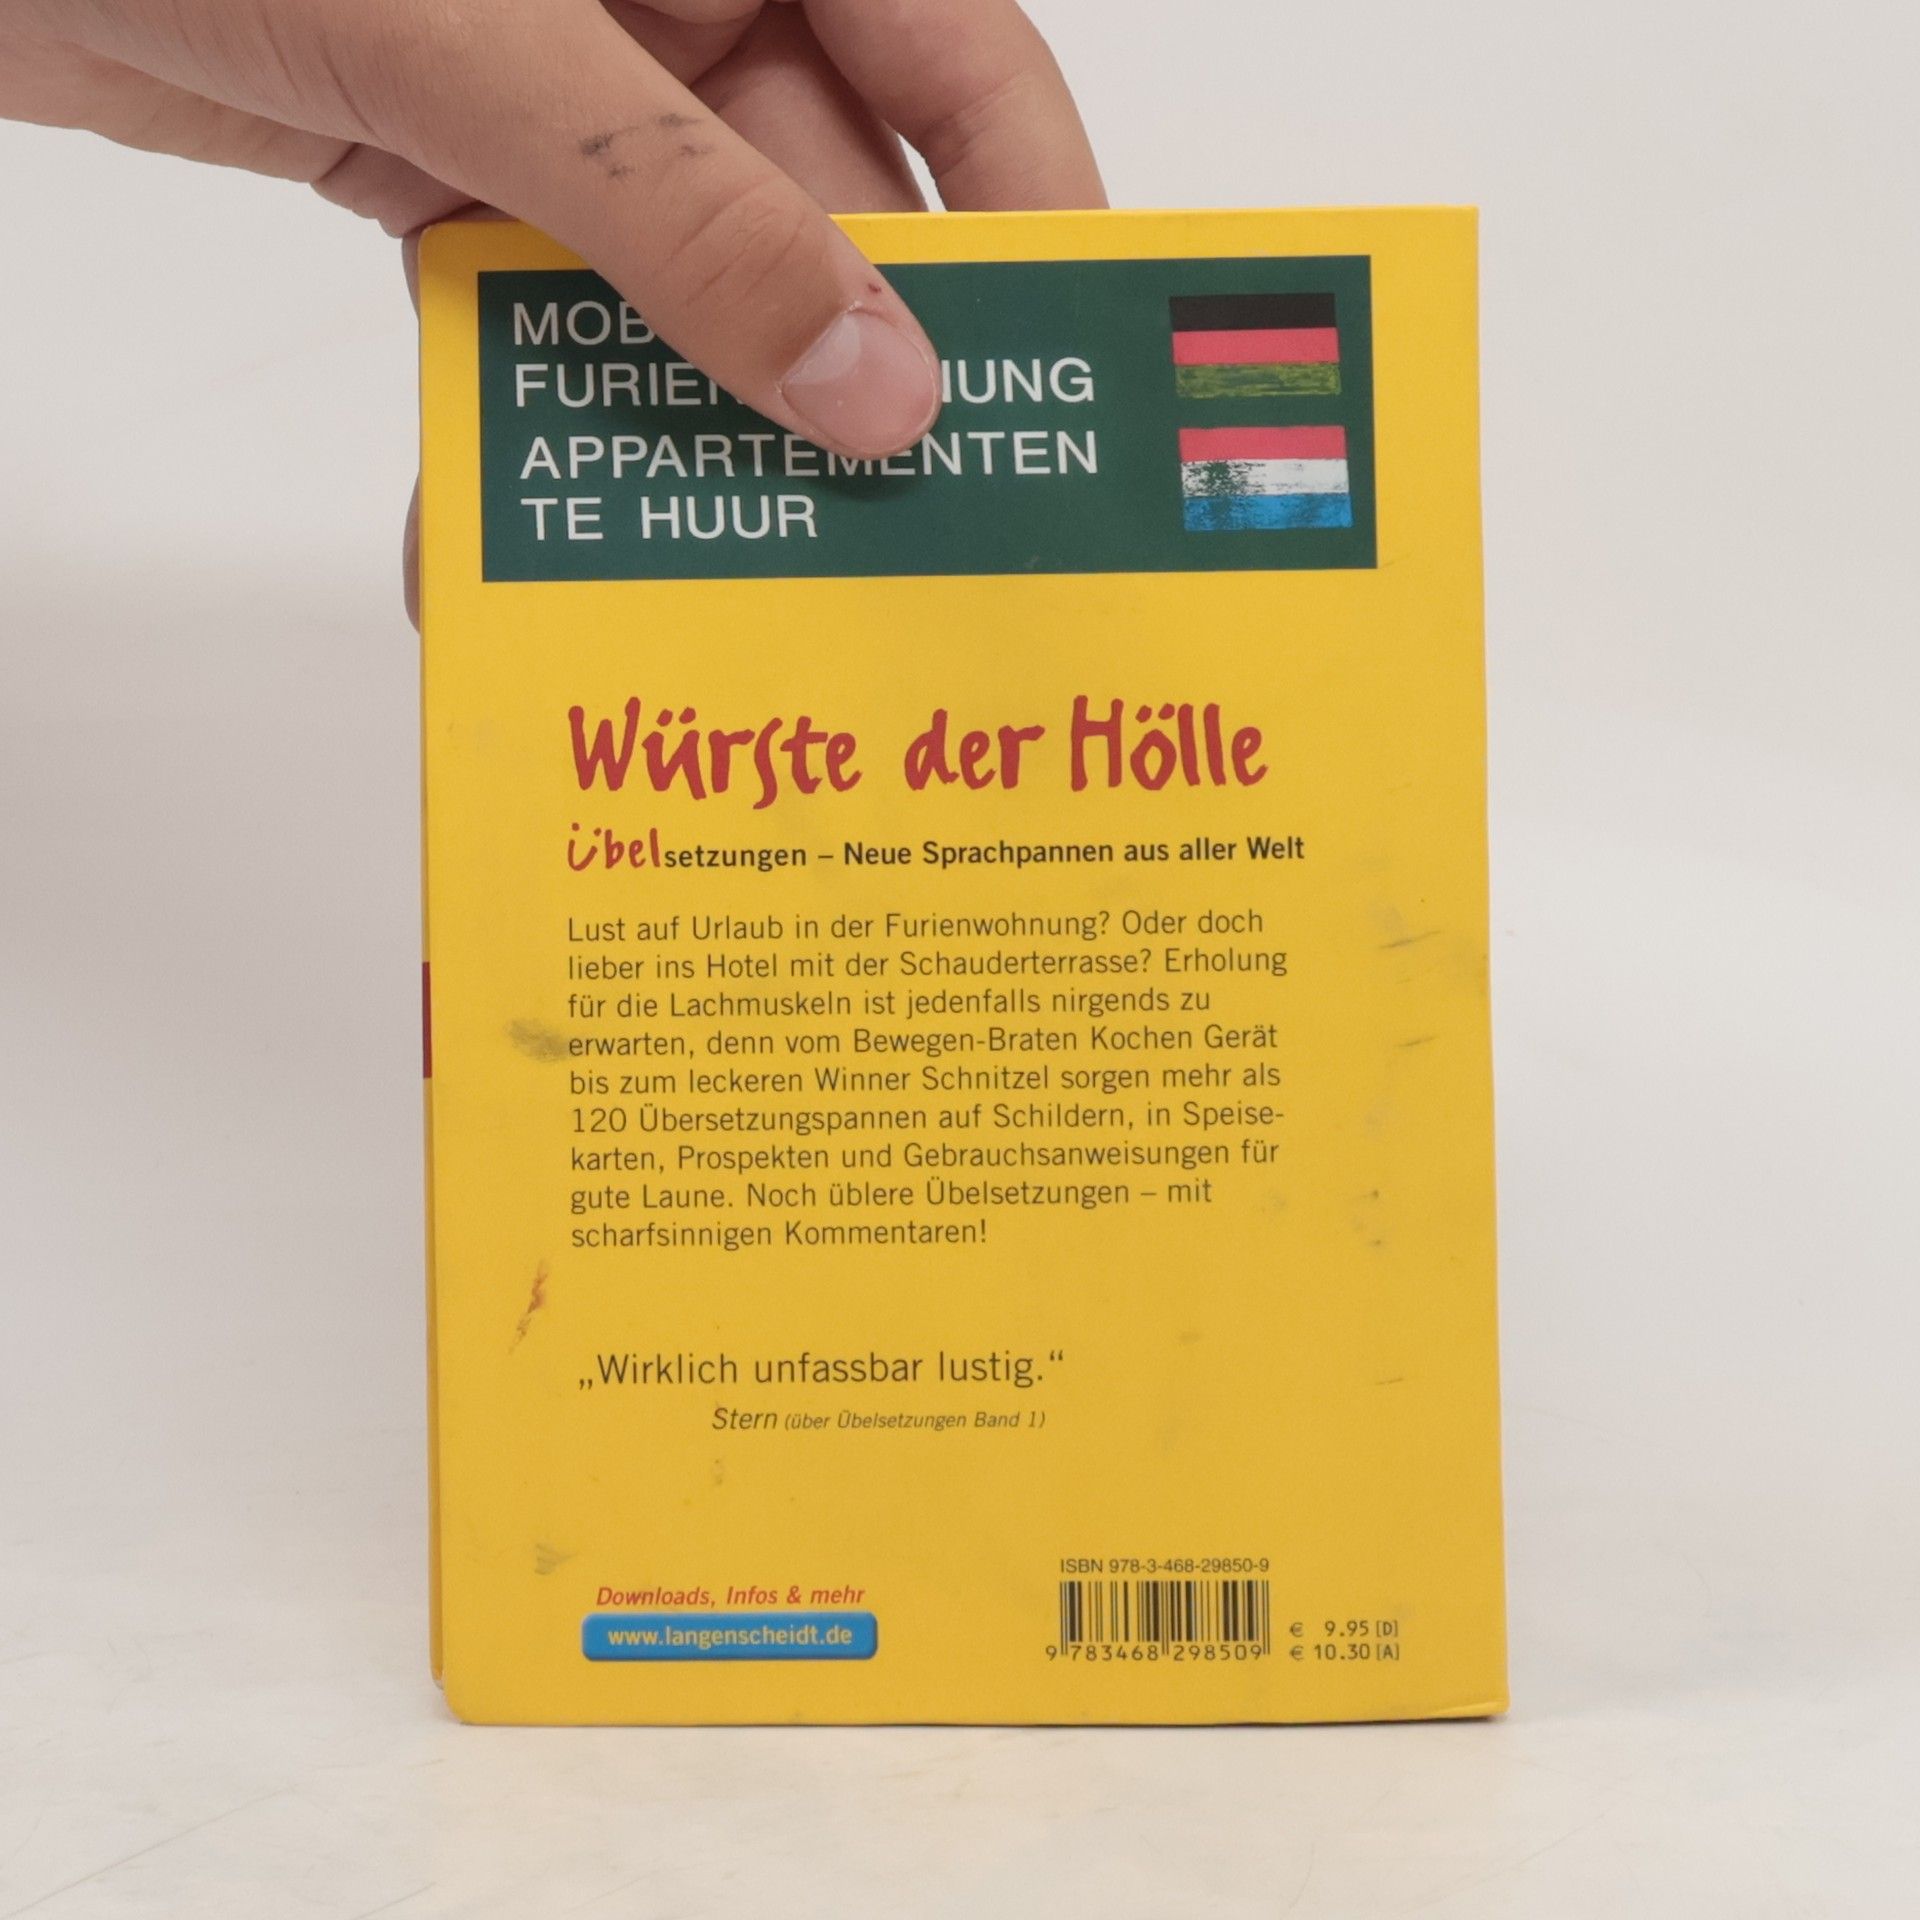 MOB
FURIE NUNG
APPARTEMENTEN
TE HUUR
Würste der Hölle
Übelsetzungen – Neue Sprachpannen aus aller Welt
Lust auf Urlaub in der Furienwohnung? Oder doch
lieber ins Hotel mit der Schauderterrasse? Erholung
für die Lachmuskeln ist jedenfalls nirgends zu
erwarten, denn vom Bewegen-Braten Kochen Gerät
bis zum leckeren Winner Schnitzel sorgen mehr als
120 Übersetzungspannen auf Schildern, in Speise-
karten, Prospekten und Gebrauchsanweisungen für
gute Laune. Noch üblere Übelsetzungen – mit
scharfsinnigen Kommentaren!
„Wirklich unfassbar lustig.“
Stern (über Übelsetzungen Band 1)
Downloads, Infos & mehr
www.langenscheidt.de
ISBN 978-3-468-29850-9
9 783468 298509
€ 9.95 [D]
€ 10.30 [A]